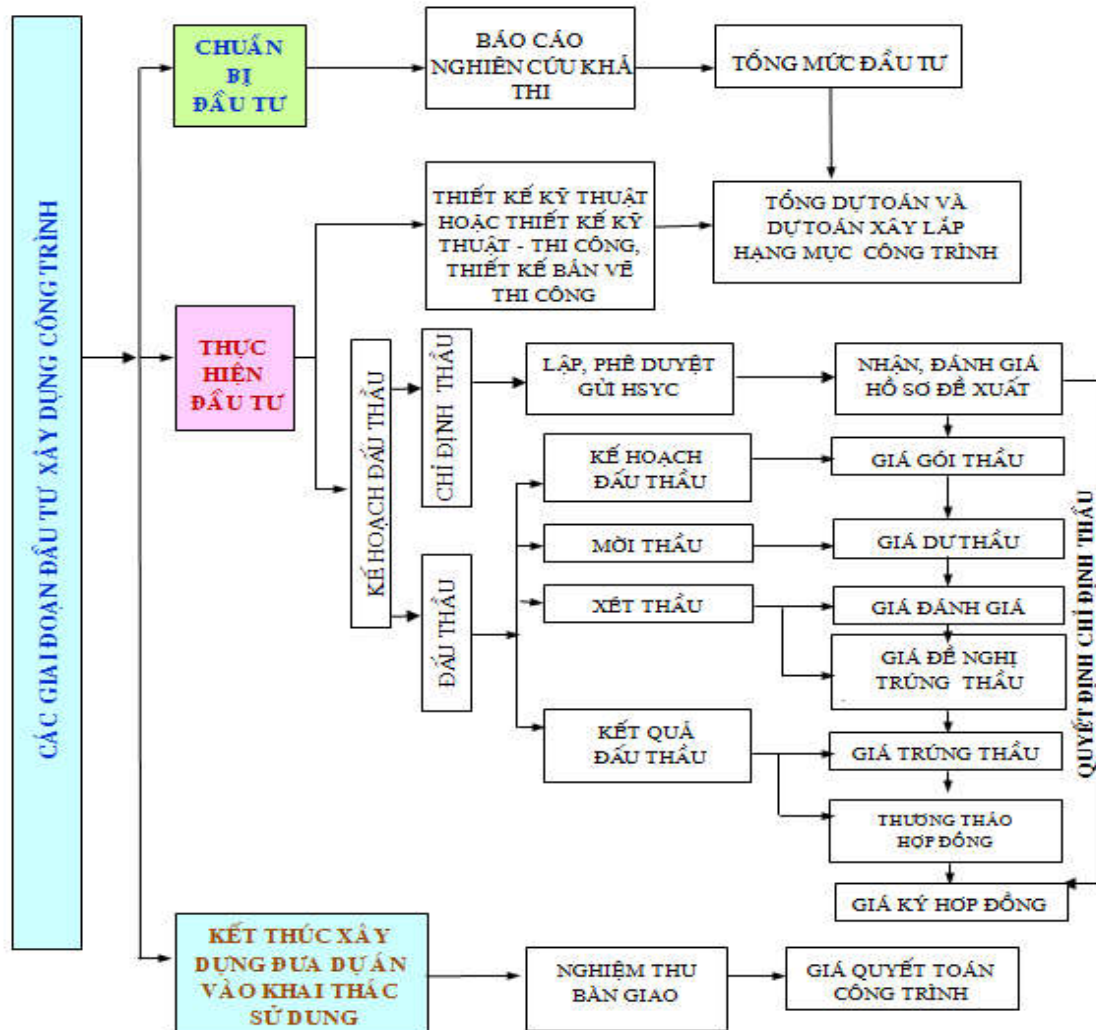 CÁC GIAI ĐOẠN ĐẦU TƯ XÂY DỰNG CÔNG TRÌNH
CHUẨN
BỊ
ĐẦU TƯ
BÁO CÁO
NGHIÊN CỨU KHẢ
THI
TỔNG MỨC ĐẦU TƯ
THIẾT KẾ KỸ THUẬT
HOẶC THIẾT KẾ KỸ
THUẬT - THI CÔNG,
THIẾT KẾ BẢN VẼ
THI CÔNG
TỔNG DỰ TOÁN VÀ
DỰ TOÁN XÂY LẮP
HẠNG MỤC CÔNG TRÌNH
THỰC
HIỆN
ĐẦU TƯ
KẾ HOẠCH ĐẤU THẦU
CHỈ ĐỊNH THẦU
LẬP, PHÊ DUYỆT
GỬI HSYC
NHẬN, ĐÁNH GIÁ
HỒ SƠ ĐỀ XUẤT
KẾ HOẠCH
ĐẤU THẦU
GIÁ GÓI THẦU
ĐẤU THẦU
MỜI THẦU
GIÁ DỰ THẦU
XÉT THẦU
GIÁ ĐÁNH GIÁ
GIÁ ĐỀ NGHỊ
TRÚNG THẦU
KẾT QUẢ
ĐẤU THẦU
GIÁ TRÚNG THẦU
THƯƠNG THẢO
HỢP ĐỒNG
GIÁ KÝ HƠP ĐỒNG
QUYẾT ĐỊNH CHỈ ĐỊNH THẦU
KẾT THÚC XÂY
DỰNG ĐƯA DỰ ÁN
VÀO KHAI THÁC
SỬ DỤNG
NGHIỆM THU
BÀN GIAO
GIÁ QUYẾT TOÁN
CÔNG TRÌNH